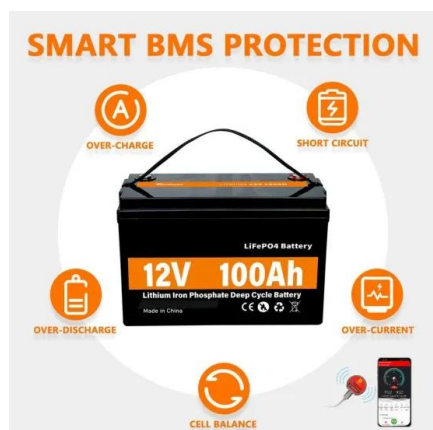 SMART BMS PROTECTION
OVER-CHARGE
SHORT CIRCUIT
LiFePO4 Battery
12V 100Ah
Lithium Iron Phosphate Deep Cycle Battery
Made in China
CE
OVER-DISCHARGE
OVER-CURRENT
CELL BALANCE